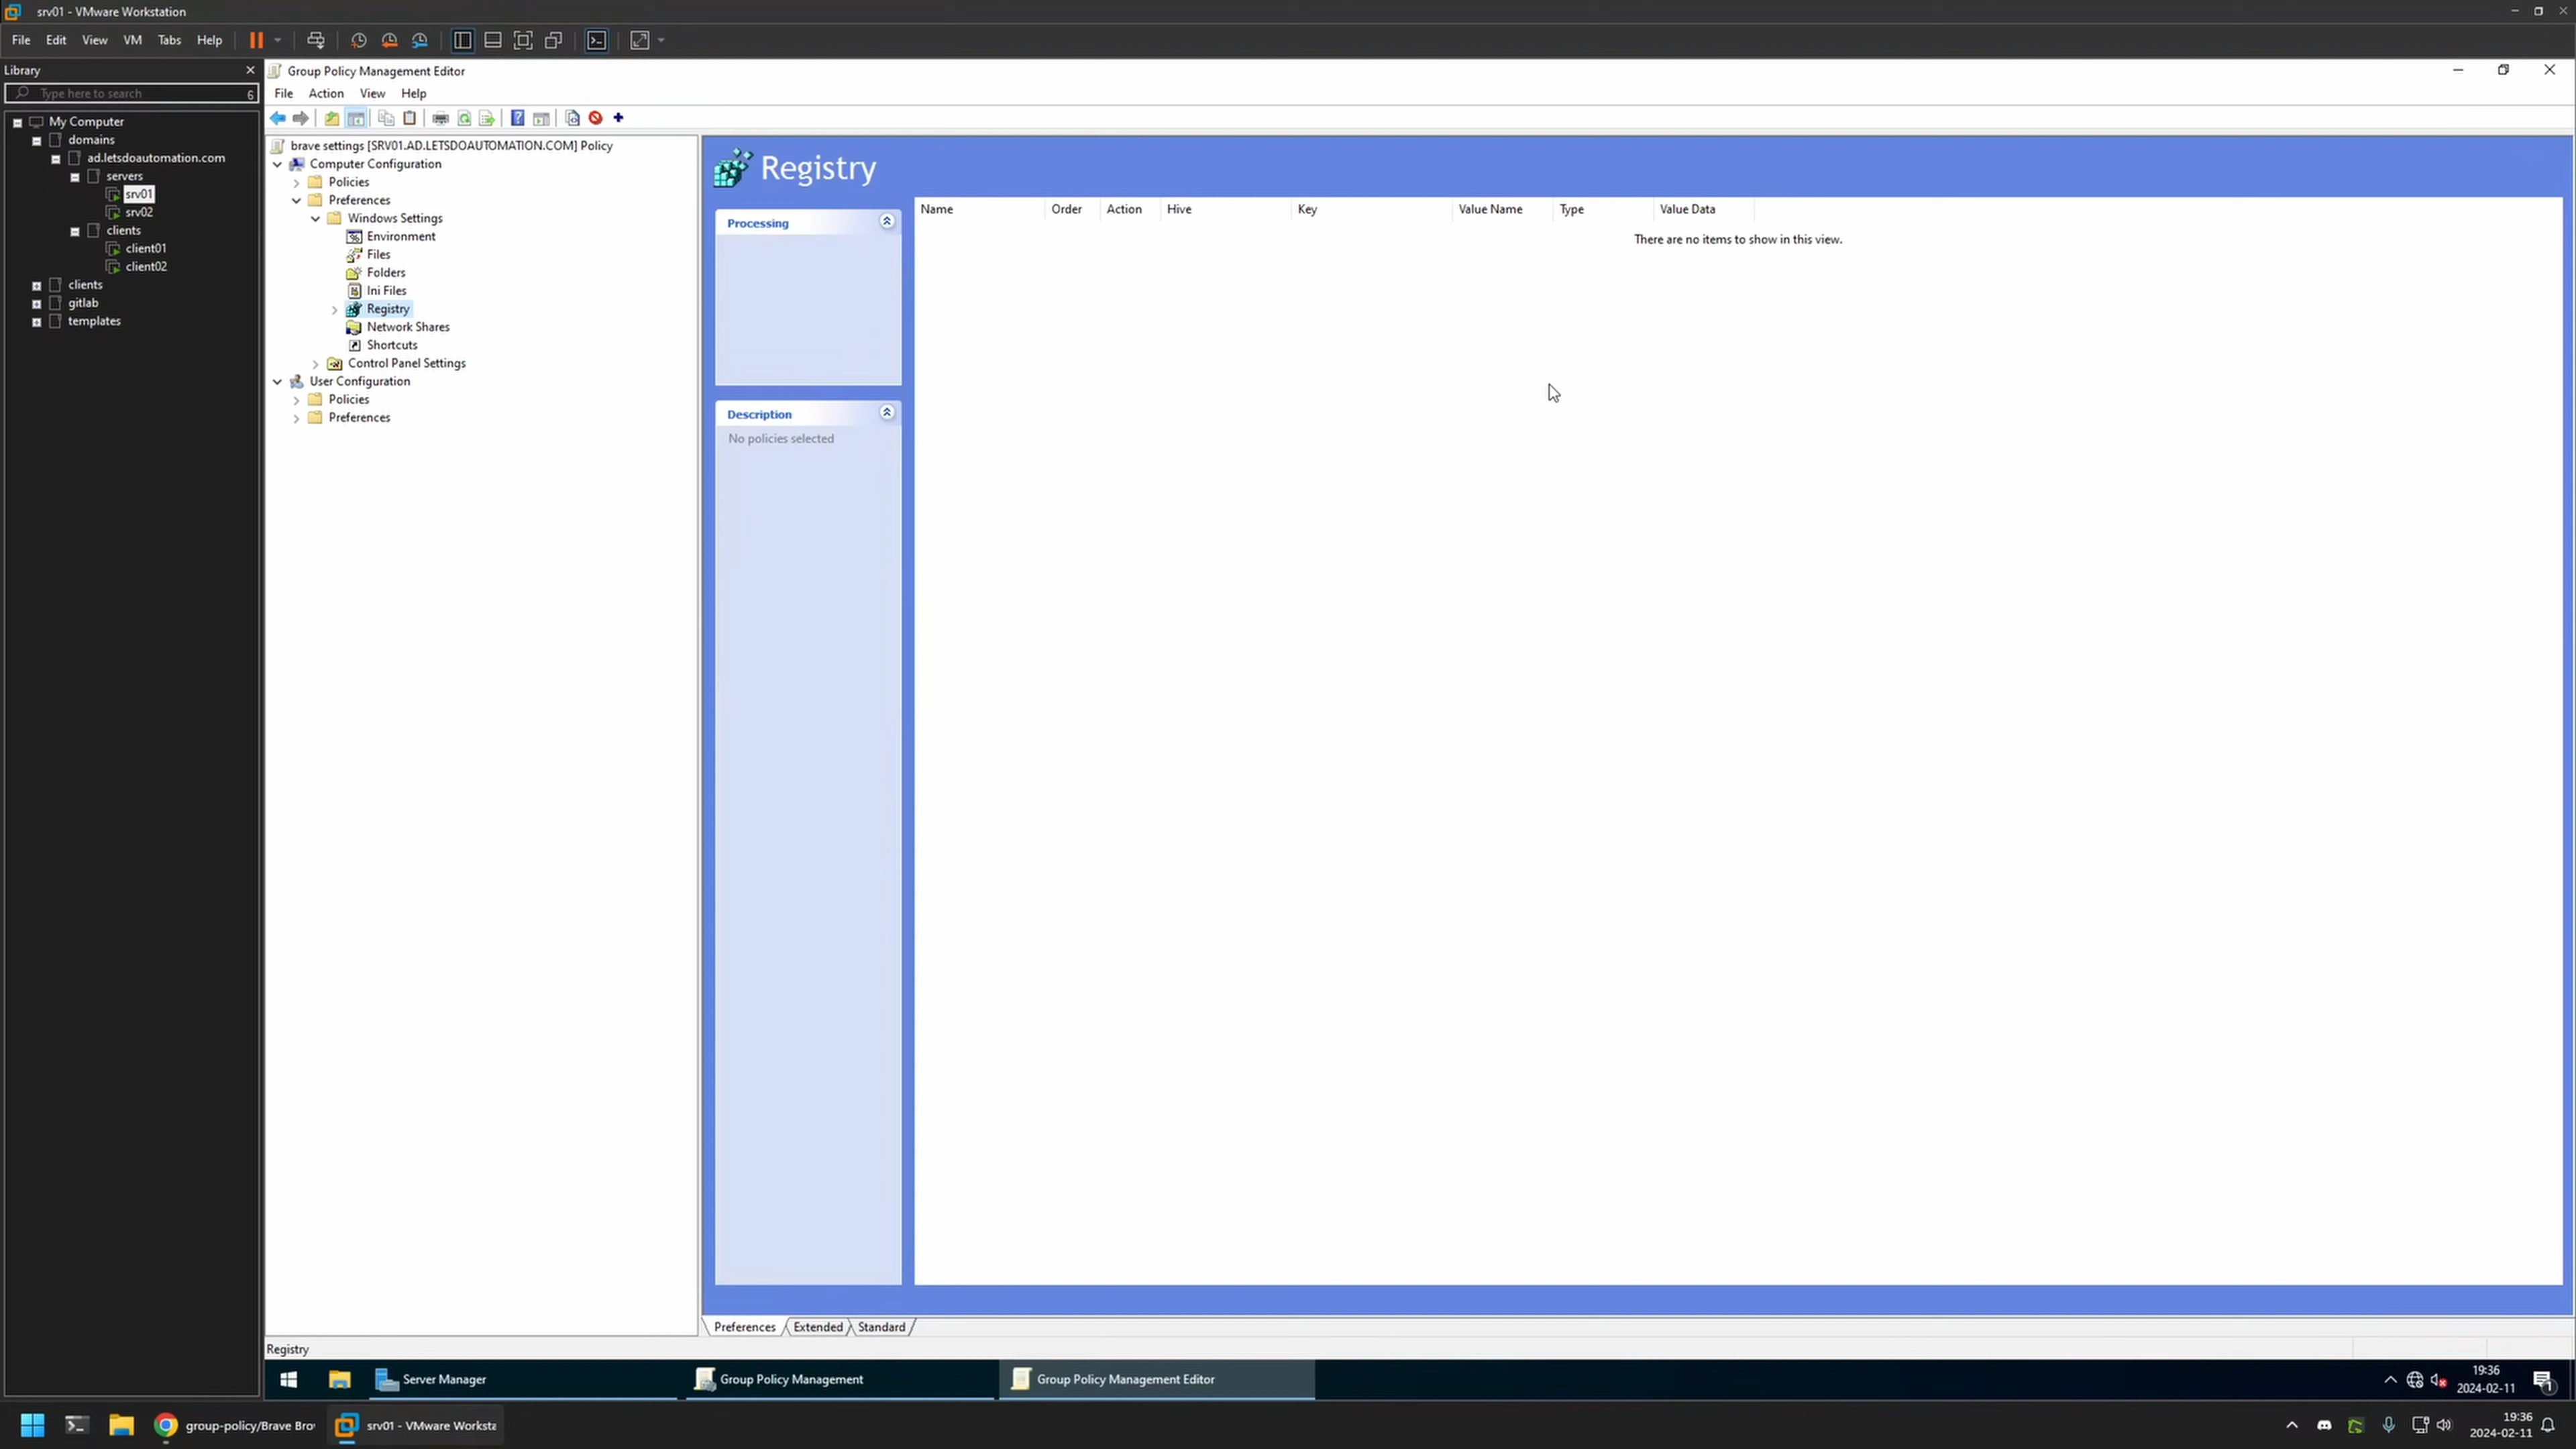 srv01 - VMware Workstation
File Edit View VM Tabs Help
Library
Type here to search 6
My Computer
domains
ad.letsdoautomation.com
servers
srv01
srv02
clients
client01
client02
clients
gitlab
templates
Group Policy Management Editor
File Action View Help
brave settings [SRV01.AD.LETSDOAUTOMATION.COM] Policy
Computer Configuration
Policies
Preferences
Windows Settings
Environment
Files
Folders
Ini Files
Registry
Network Shares
Shortcuts
Control Panel Settings
User Configuration
Policies
Preferences
Registry
Processing
Description
No policies selected
Name Order Action Hive Key Value Name Type Value Data
There are no items to show in this view.
Preferences Extended Standard
Registry
Server Manager Group Policy Management Group Policy Management Editor
19:36
2024-02-11
1
group-policy/Brave Bro srv01 - VMwareWorksta
19:36
2024-02-11